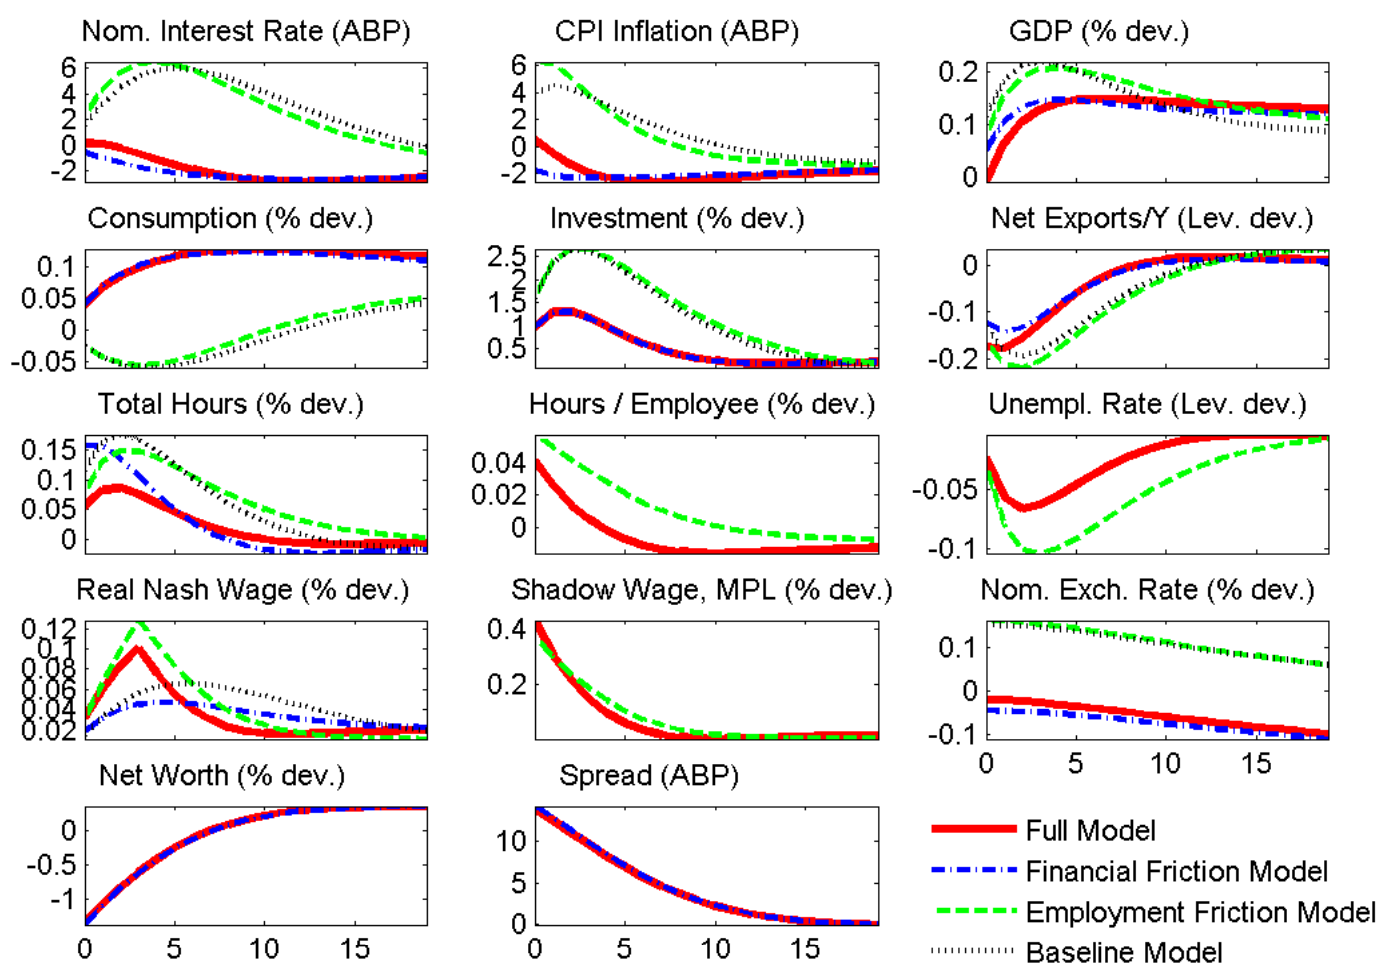 Nom. Interest Rate (ABP) CPI Inflation (ABP) GDP (% dev.)
6 6 0.2
4 4
2 2 0.1
0 0
-2 -2 0
Consumption (% dev.) Investment (% dev.) Net Exports/Y (Lev. dev.)
0.1 2.5 0
0.05 2
0 1.5 -0.1
1
-0.05 0.5 -0.2
Total Hours (% dev.) Hours / Employee (% dev.) Unempl. Rate (Lev. dev.)
0.15 0.04
0.1 0.02 -0.05
0.05 0
0 -0.1
Real Nash Wage (% dev.) Shadow Wage, MPL (% dev.) Nom. Exch. Rate (% dev.)
0.12 0.4 0.1
0.1
0.08 0.2 0
0.06
0.04
0.02 -0.1
0 5 10 15
Net Worth (% dev.) Spread (ABP)
0 10
-0.5 5
-1 0
0 5 10 15 0 5 10 15
Full Model
Financial Friction Model
Employment Friction Model
Baseline Model